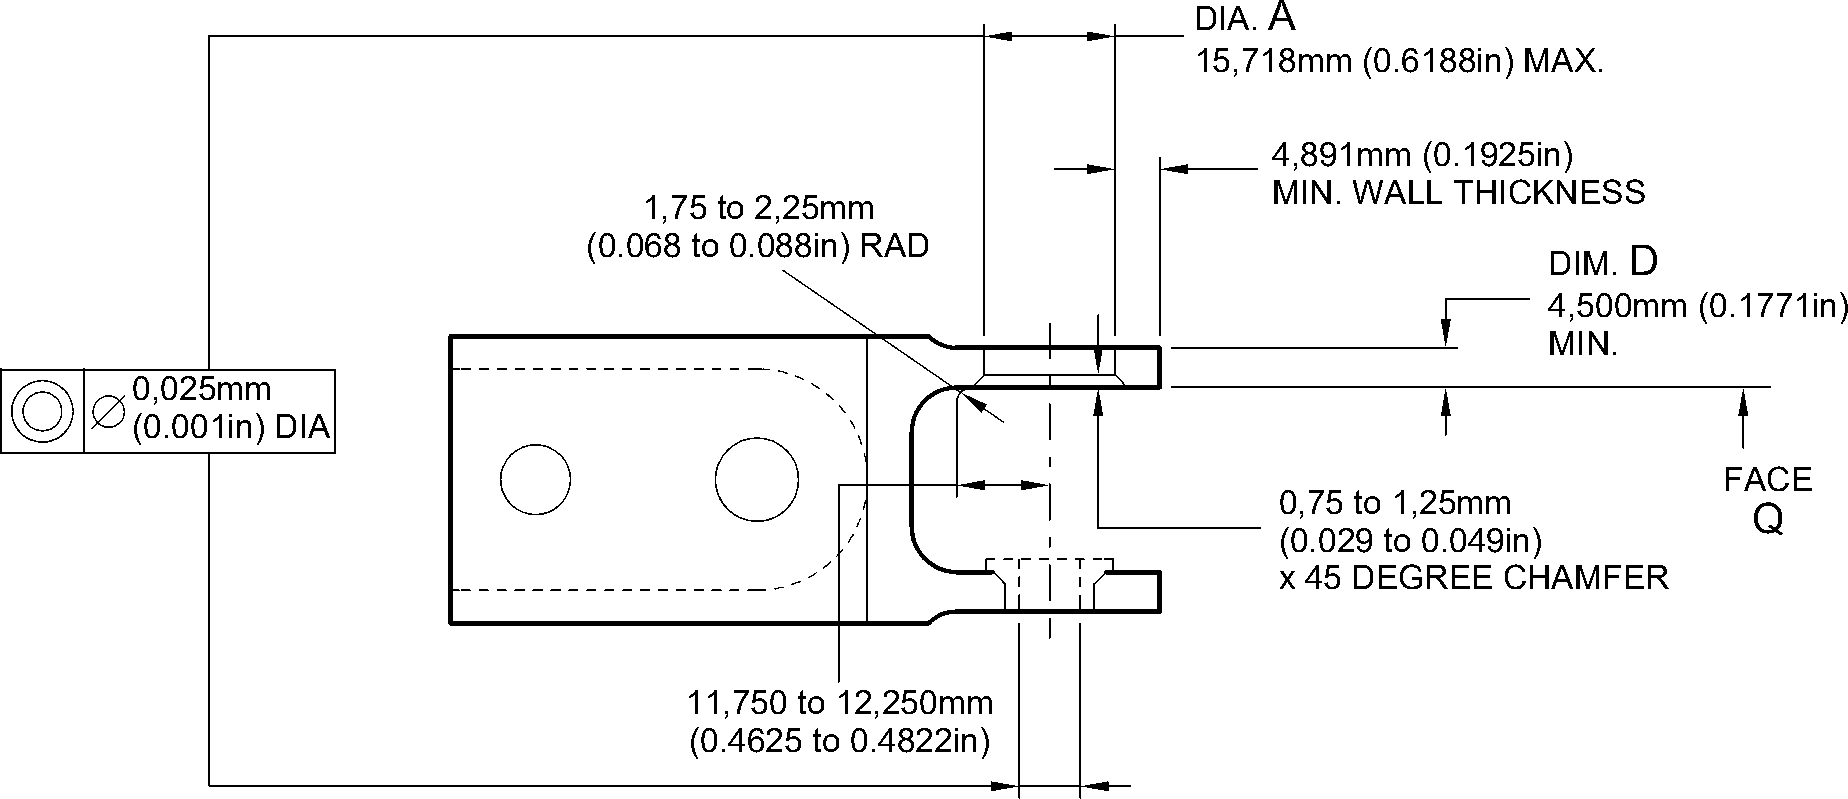 DIA. A
15,718mm (0.6188in) MAX.
4,891mm (0.1925in)
MIN. WALL THICKNESS
1,75 to 2,25mm
(0.068 to 0.088in) RAD
DIM. D
4,500mm (0.1771in)
MIN.
⌀ 0,025mm
(0.001in) DIA
FACE
Q
0,75 to 1,25mm
(0.029 to 0.049in)
x 45 DEGREE CHAMFER
11,750 to 12,250mm
(0.4625 to 0.4822in)